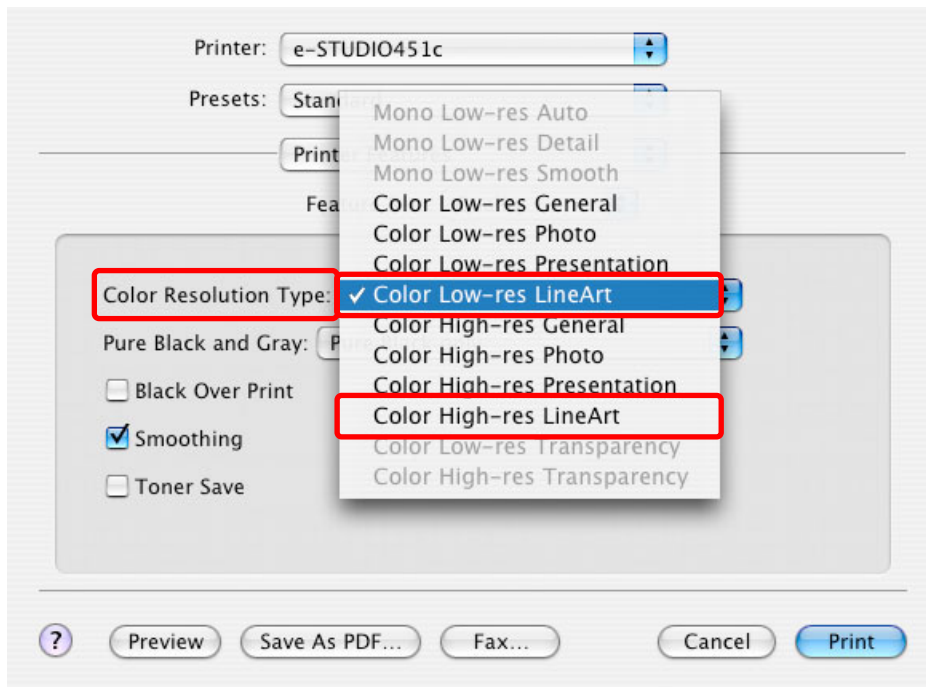 Printer: e-STUDIO451c
Presets: Stan
Mono Low-res Auto
Mono Low-res Detail
Print
Mono Low-res Smooth
Color Low-res General
Color Low-res Photo
Color Low-res Presentation
Color Resolution Type: ✓ Color Low-res LineArt
Color High-res General
Pure Black and Gray:
Color High-res Photo
Color High-res Presentation
Black Over Print
Color High-res LineArt
Smoothing
Color Low-res Transparency
Color High-res Transparency
Toner Save
? Preview Save As PDF... Fax... Cancel Print